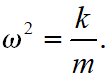 ω² = k/m.